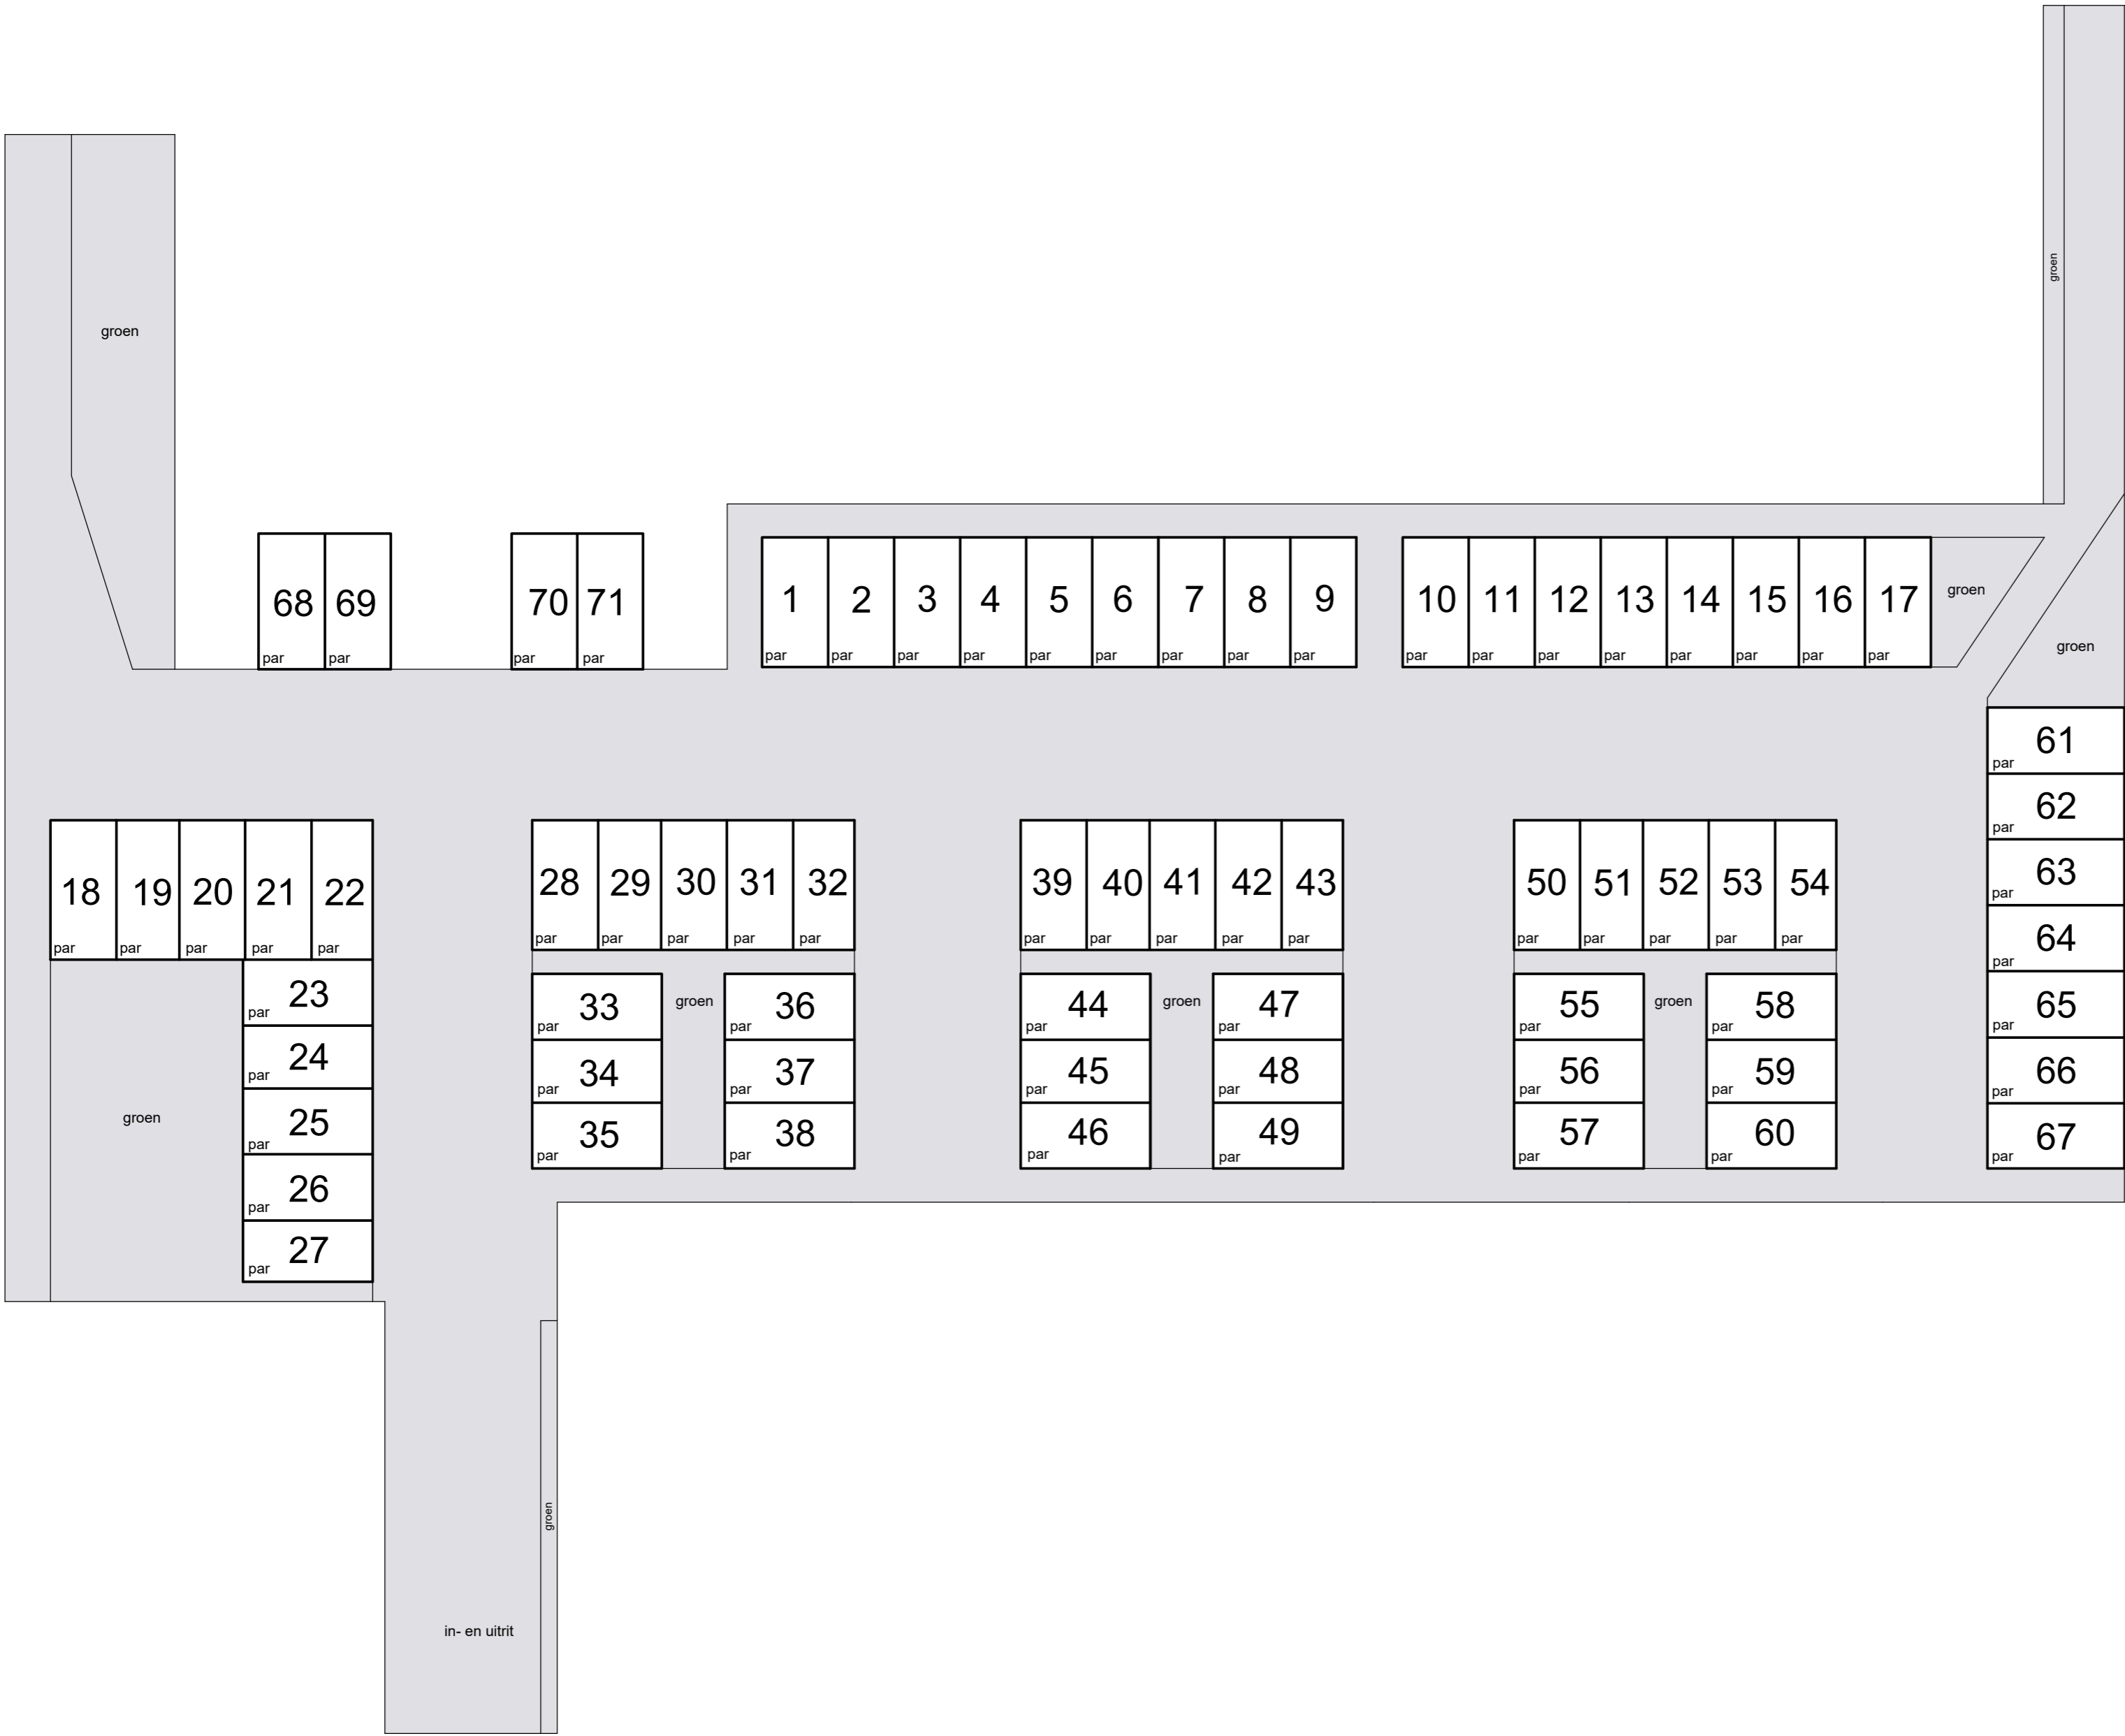 groen
groen
68 69 70 71 1 2 3 4 5 6 7 8 9 10 11 12 13 14 15 16 17 groen
par par par par par par par par par par par par par par par par par par par par par
groen
61
par
62
par
18 19 20 21 22 28 29 30 31 32 39 40 41 42 43 50 51 52 53 54 63
par
par par par par par par par par par par par par par par par par par par par par
64
par
23 33 groen 36 44 groen 47 55 groen 58 65
par par par par par par par par
24 34 37 45 48 56 59 66
par par par par par par par par
groen
25 35 38 46 49 57 60 67
par par par par par par par par
26
par
27
par
groen
in- en uitrit